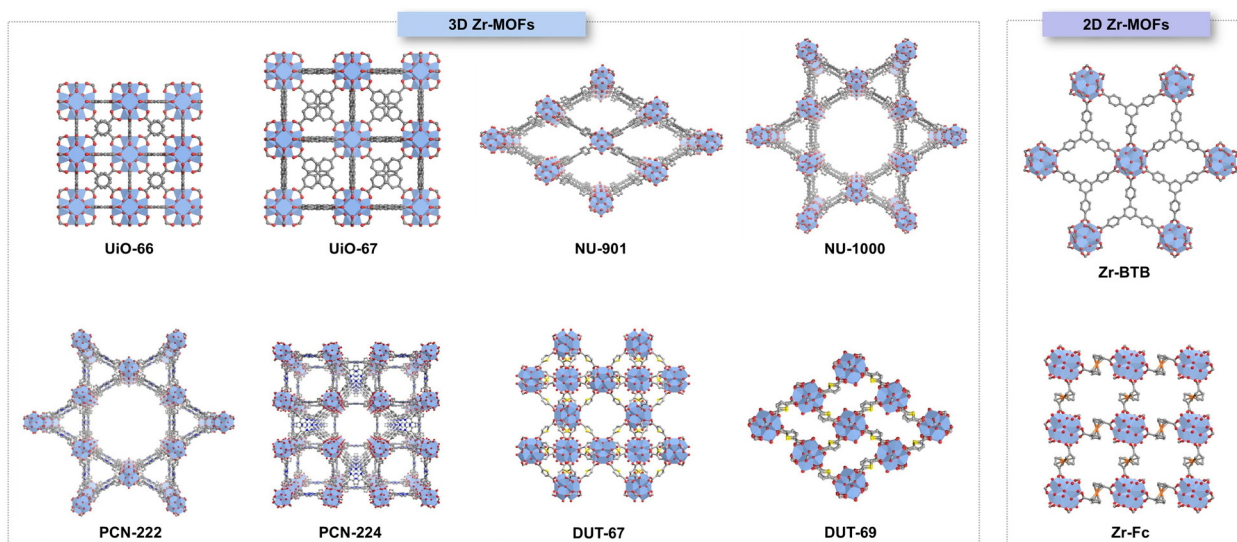 3D Zr-MOFs
2D Zr-MOFs
UiO-66
UiO-67
NU-901
NU-1000
Zr-BTB
PCN-222
PCN-224
DUT-67
DUT-69
Zr-Fc